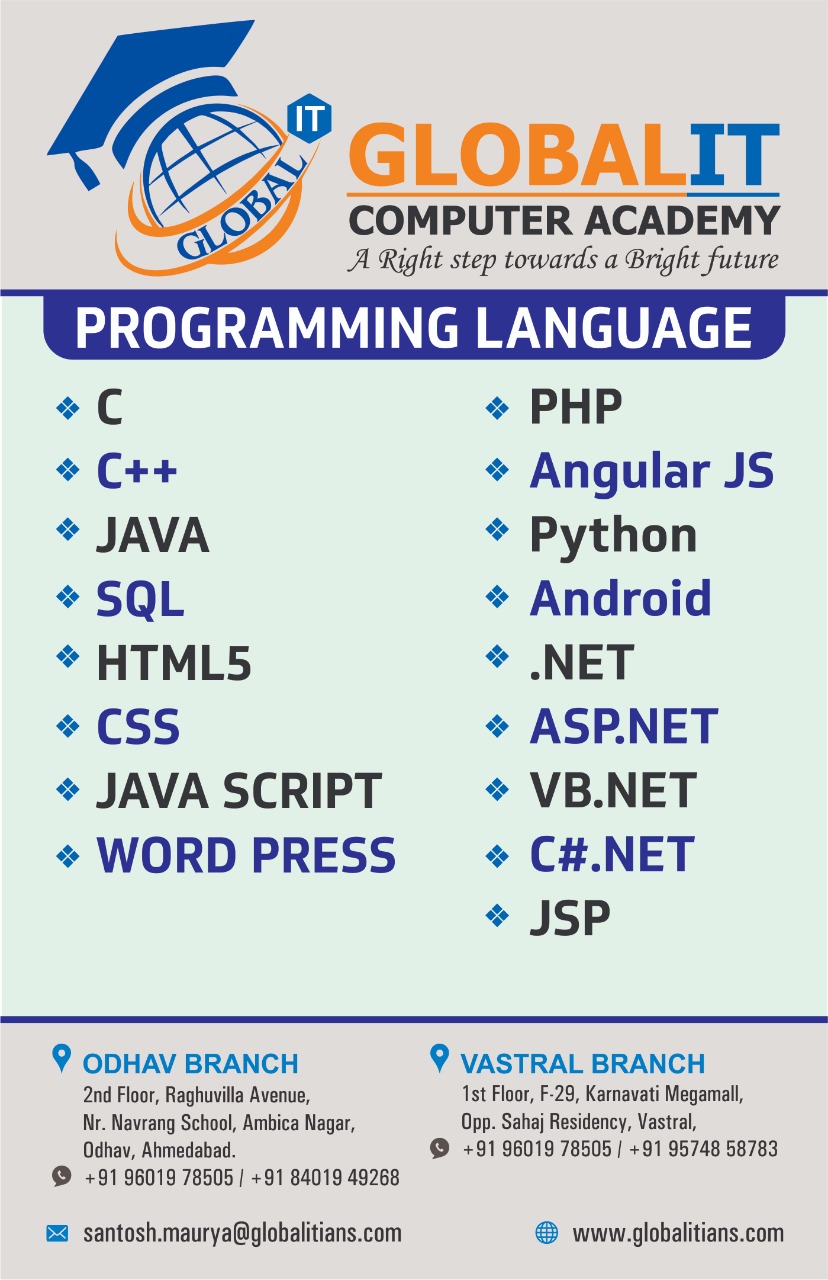 IT
GLOBAL
GLOBALIT
COMPUTER ACADEMY
A Right step towards a Bright future
PROGRAMMING LANGUAGE
C
C++
JAVA
SQL
HTML5
CSS
JAVA SCRIPT
WORD PRESS
PHP
Angular JS
Python
Android
.NET
ASP.NET
VB.NET
C#.NET
JSP
ODHAV BRANCH
2nd Floor, Raghuvilla Avenue,
Nr. Navrang School, Ambica Nagar,
Odhav, Ahmedabad.
+91 96019 78505 / +91 84019 49268
VASTRAL BRANCH
1st Floor, F-29, Karnavati Megamall,
Opp. Sahaj Residency, Vastral,
+91 96019 78505 / +91 95748 58783
santosh.maurya@globalitians.com
www.globalitians.com